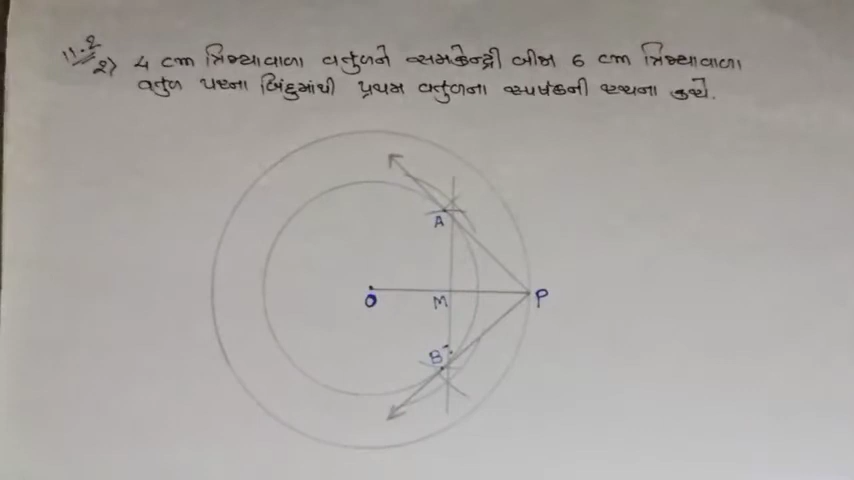 11.2
2) 4 cm ત્રિજ્યાવાળા વર્તુળને સમકેન્દ્રી બીજા 6 cm ત્રિજ્યાવાળા
વર્તુળ પરના બિંદુમાંથી પ્રથમ વર્તુળના સ્પર્શકની રચના કરો.
A
O M P
B